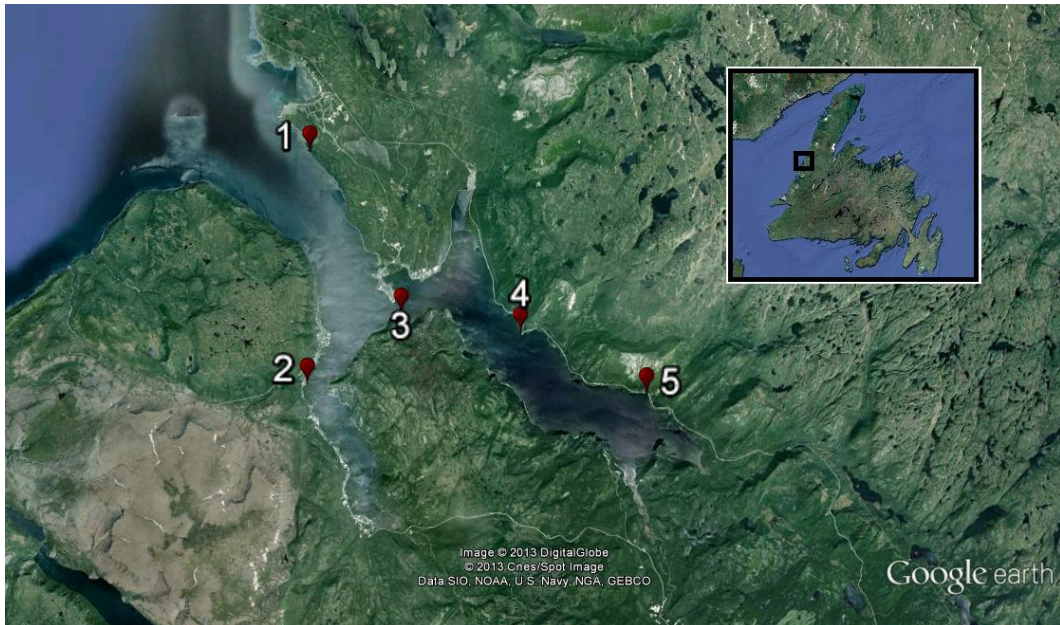 1
2
3
4
5
Image © 2013 DigitalGlobe
© 2013 Cnes/Spot Image
Data SIO, NOAA, U.S. Navy, NGA, GEBCO
Google earth